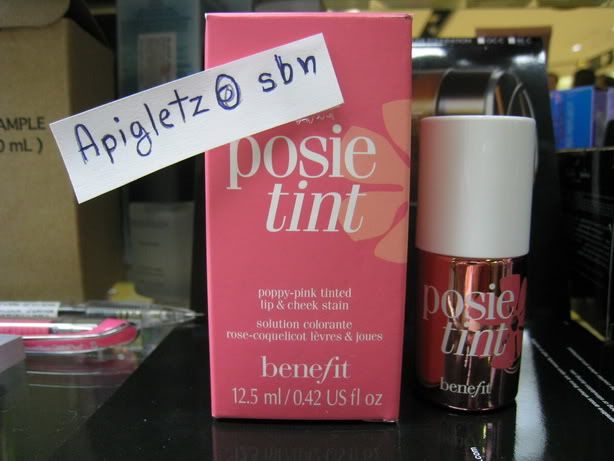 Apigletz @ sbn
posie
tint
poppy-pink tinted
lip & cheek stain
solution colorante
rose-coquelicot lèvres & joues
benefit
12.5 ml/0.42 US fl oz
posie
tint
benefit
AMPLE
0 mL )